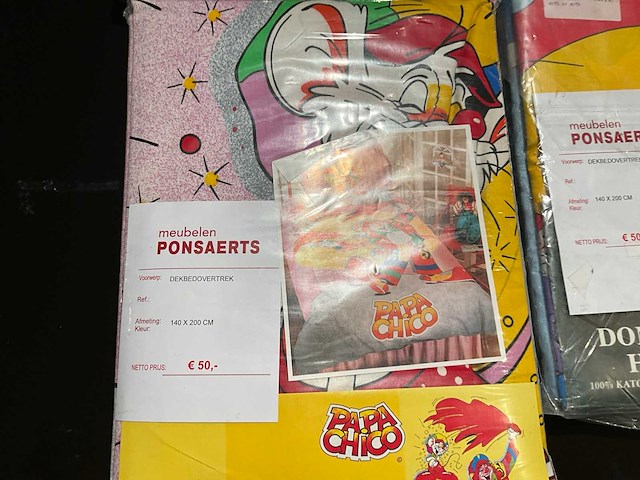 meubelen
PONSAERTS
Voorwerp: DEKBEDOVERTREK
Ref.:
Afmeting: 140 X 200 CM
Kleur:
NETTO PRIJS: € 50,-
PAPA
CHICO
PAPA
CHICO
meubelen
PONSAER
Voorwerp: DEKBEDOVERTREK
Ref.:
Afmeting: 140 X 200 CM
Kleur:
NETTO PRIJS: € 50
DO
H
100% KATO